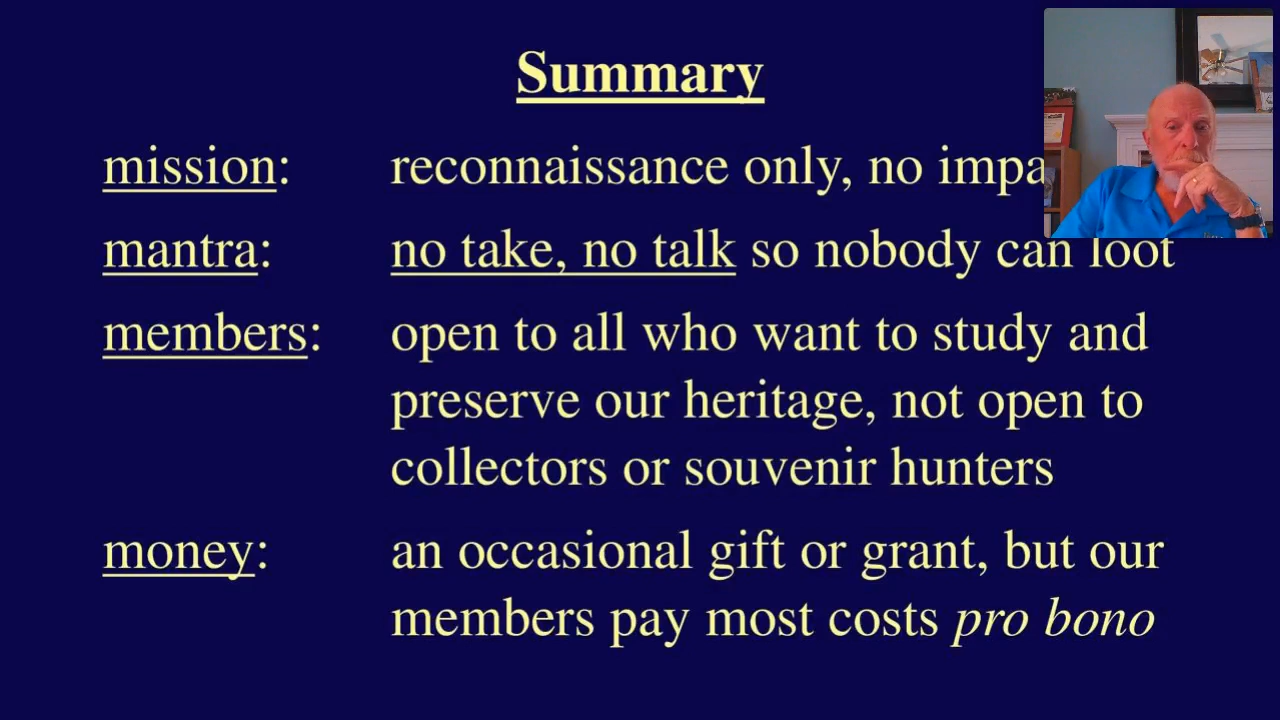 Summary
mission: reconnaissance only, no
mantra: no take, no talk so nobody can loot
members: open to all who want to study and
preserve our heritage, not open to
collectors or souvenir hunters
money: an occasional gift or grant, but our
members pay most costs pro bono